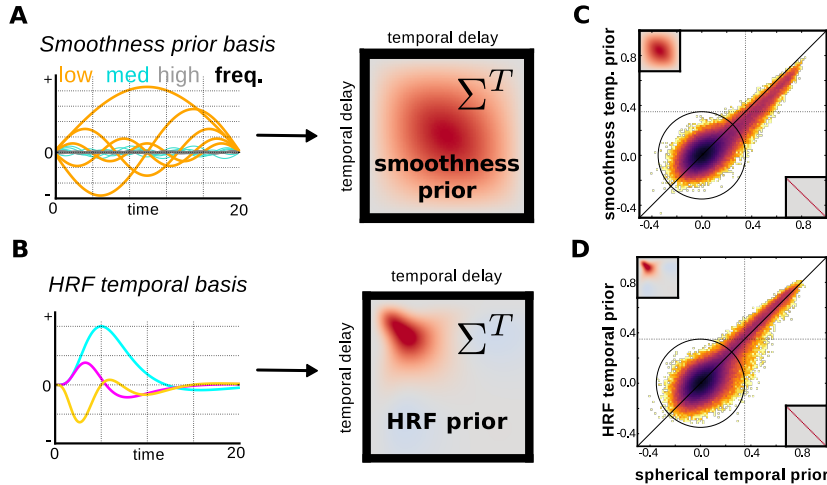 A
Smoothness prior basis
low med high freq.
+
0
-
0 time 20
temporal delay
temporal delay
Σ^T
smoothness
prior
B
HRF temporal basis
+
0
-
0 time 20
temporal delay
temporal delay
Σ^T
HRF prior
C
smoothness temp. prior
0.8
0.4
0.0
-0.4
-0.4 0.0 0.4 0.8
D
HRF temporal prior
0.8
0.4
0.0
-0.4
-0.4 0.0 0.4 0.8
spherical temporal prior